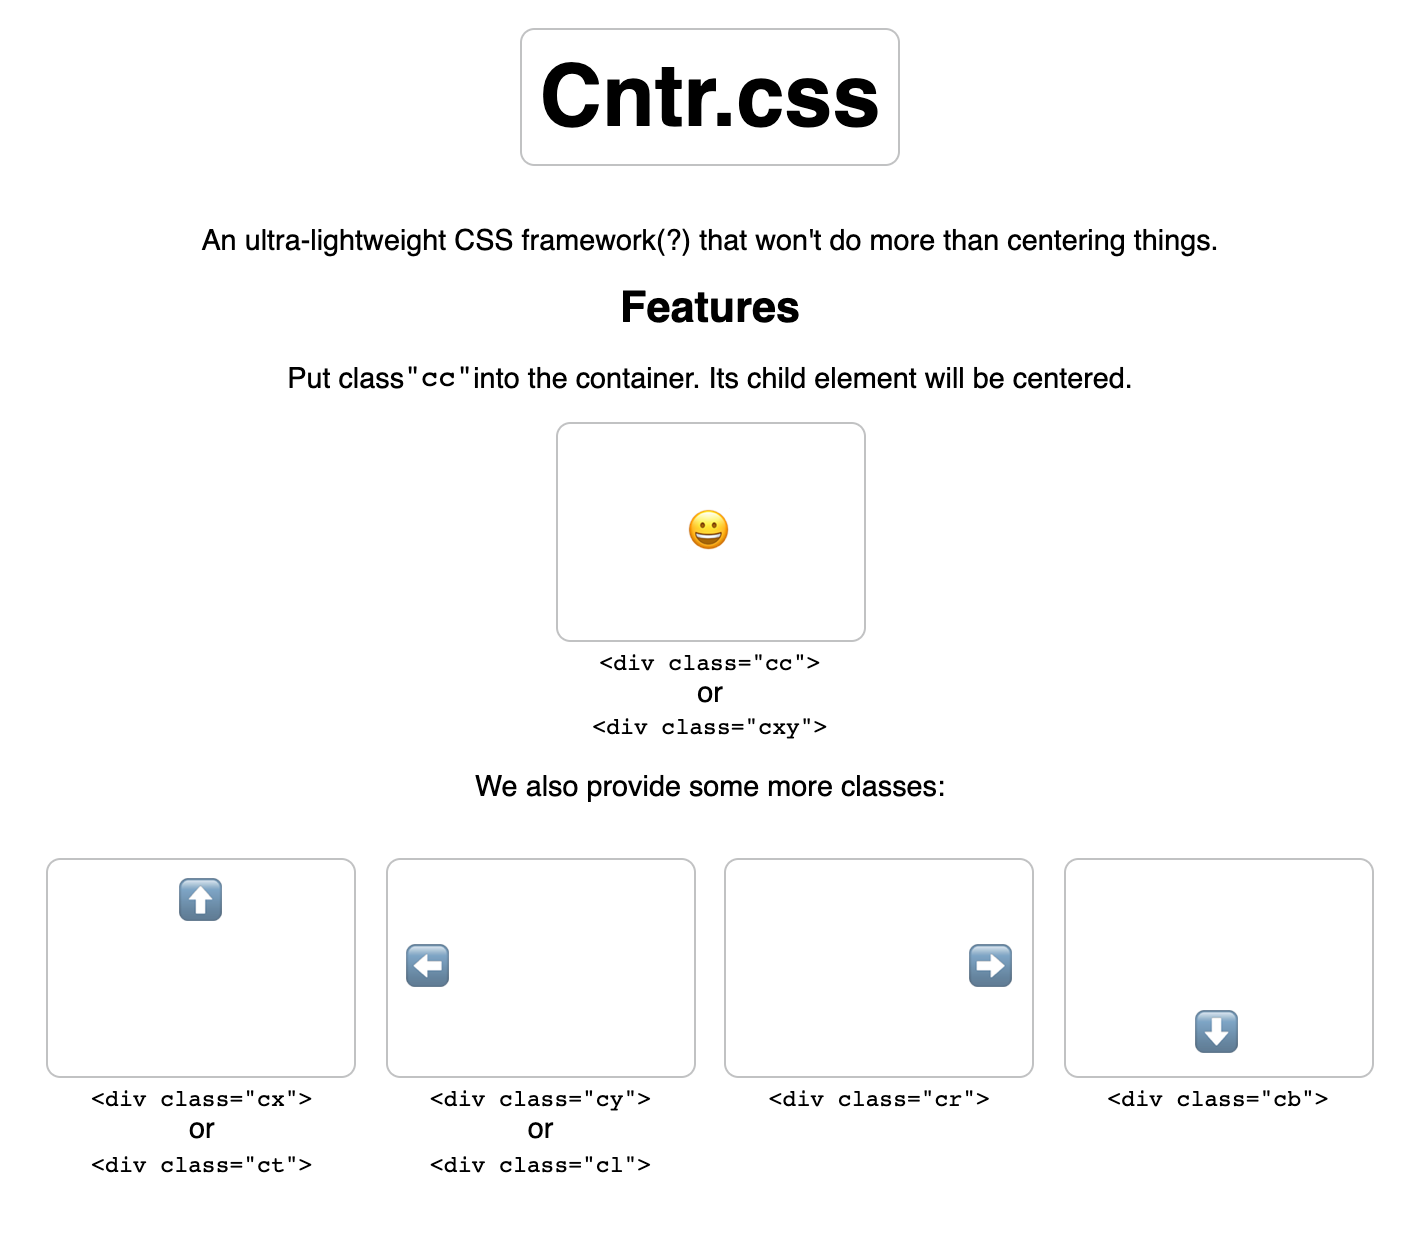 Cntr.css
An ultra-lightweight CSS framework(?) that won't do more than centering things.
Features
Put class "cc" into the container. Its child element will be centered.
<div class="cc">
or
<div class="cxy">
We also provide some more classes:
<div class="cx">
or
<div class="ct">
<div class="cy">
or
<div class="cl">
<div class="cr">
<div class="cb">